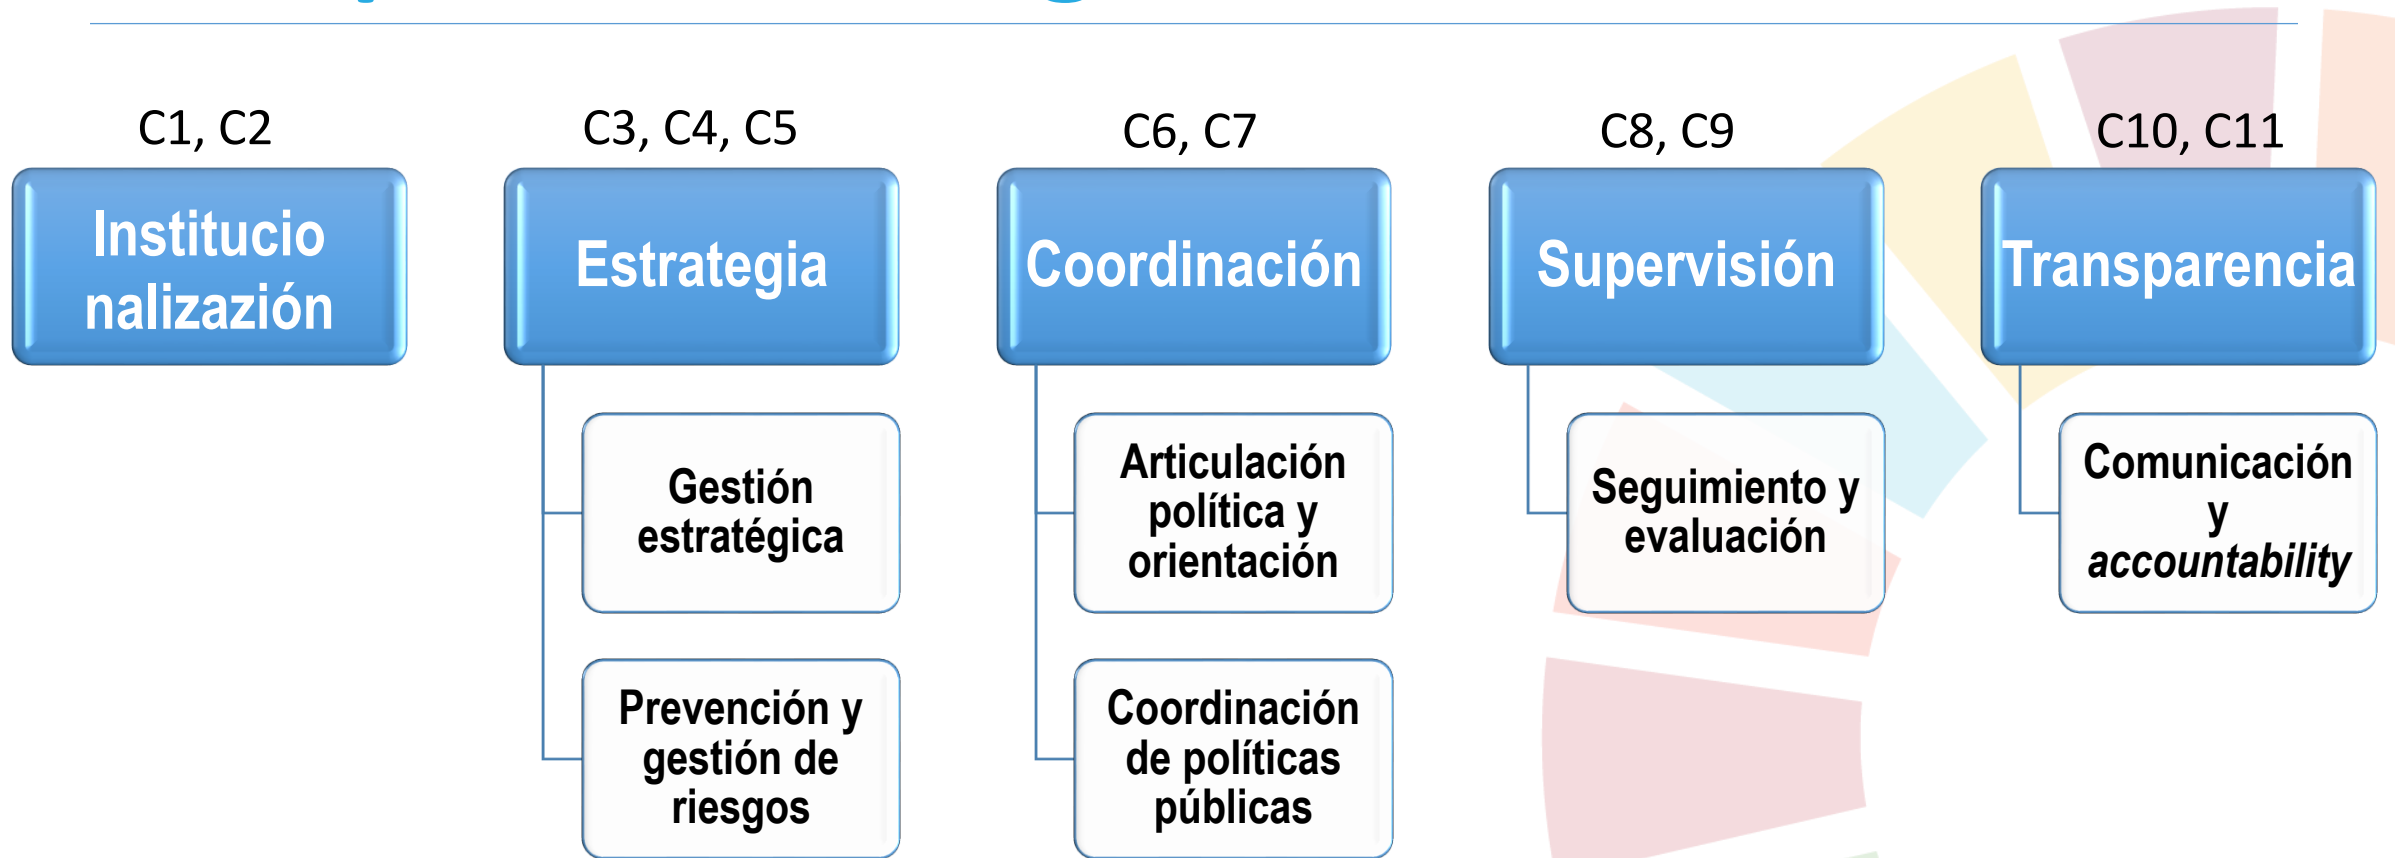 C1, C2
Institucio
nalizazión
C3, C4, C5
Estrategia
Gestión
estratégica
Prevención y
gestión de
riesgos
C6, C7
Coordinación
Articulación
política y
orientación
Coordinación
de políticas
públicas
C8, C9
Supervisión
Seguimiento y
evaluación
C10, C11
Transparencia
Comunicación
y
accountability